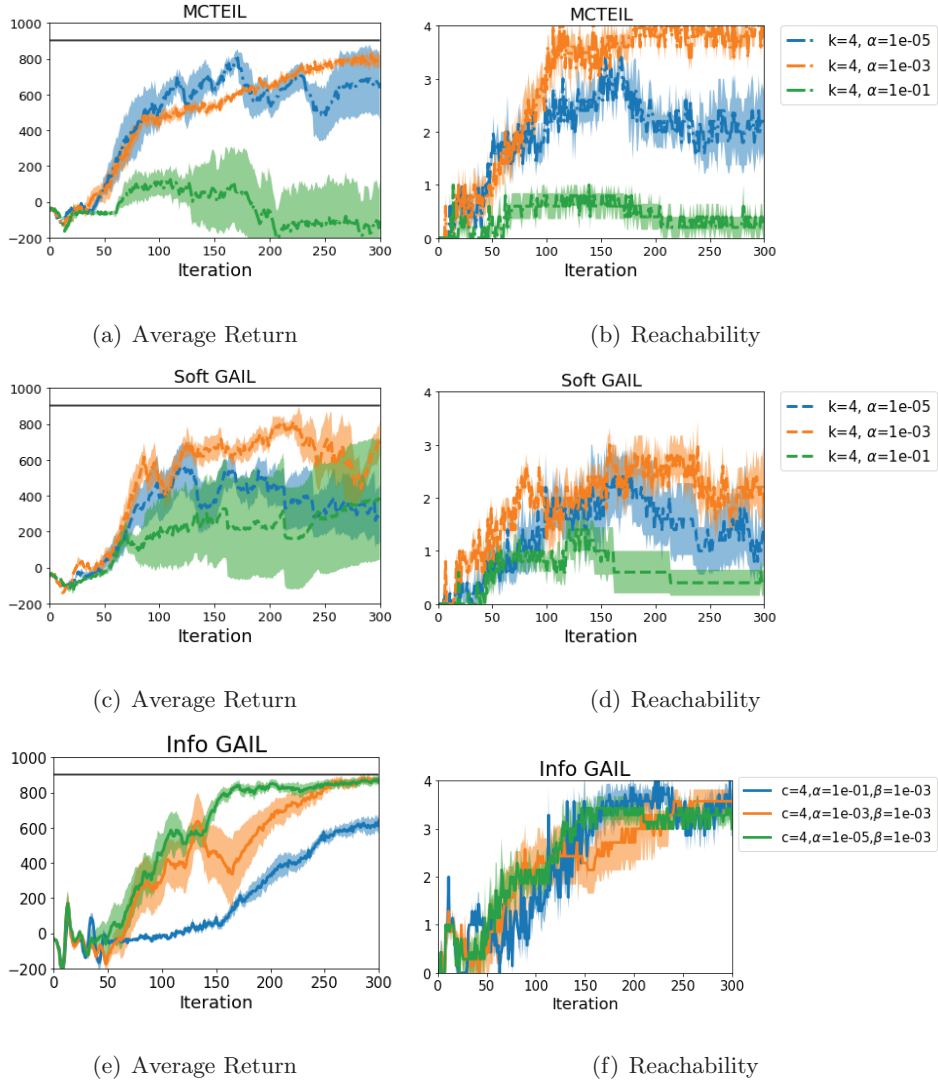 MCTEIL
1000
800
600
400
200
0
−200
0 50 100 150 200 250 300
Iteration
(a) Average Return
MCTEIL
4
3
2
1
0
0 50 100 150 200 250 300
Iteration
k=4, α=1e-05
k=4, α=1e-03
k=4, α=1e-01
(b) Reachability
Soft GAIL
1000
800
600
400
200
0
−200
0 50 100 150 200 250 300
Iteration
(c) Average Return
Soft GAIL
4
3
2
1
0
0 50 100 150 200 250 300
Iteration
k=4, α=1e-05
k=4, α=1e-03
k=4, α=1e-01
(d) Reachability
Info GAIL
1000
800
600
400
200
0
−200
0 50 100 150 200 250 300
Iteration
(e) Average Return
Info GAIL
4
3
2
1
0
0 50 100 150 200 250 300
Iteration
c=4,α=1e-01,β=1e-03
c=4,α=1e-03,β=1e-03
c=4,α=1e-05,β=1e-03
(f) Reachability